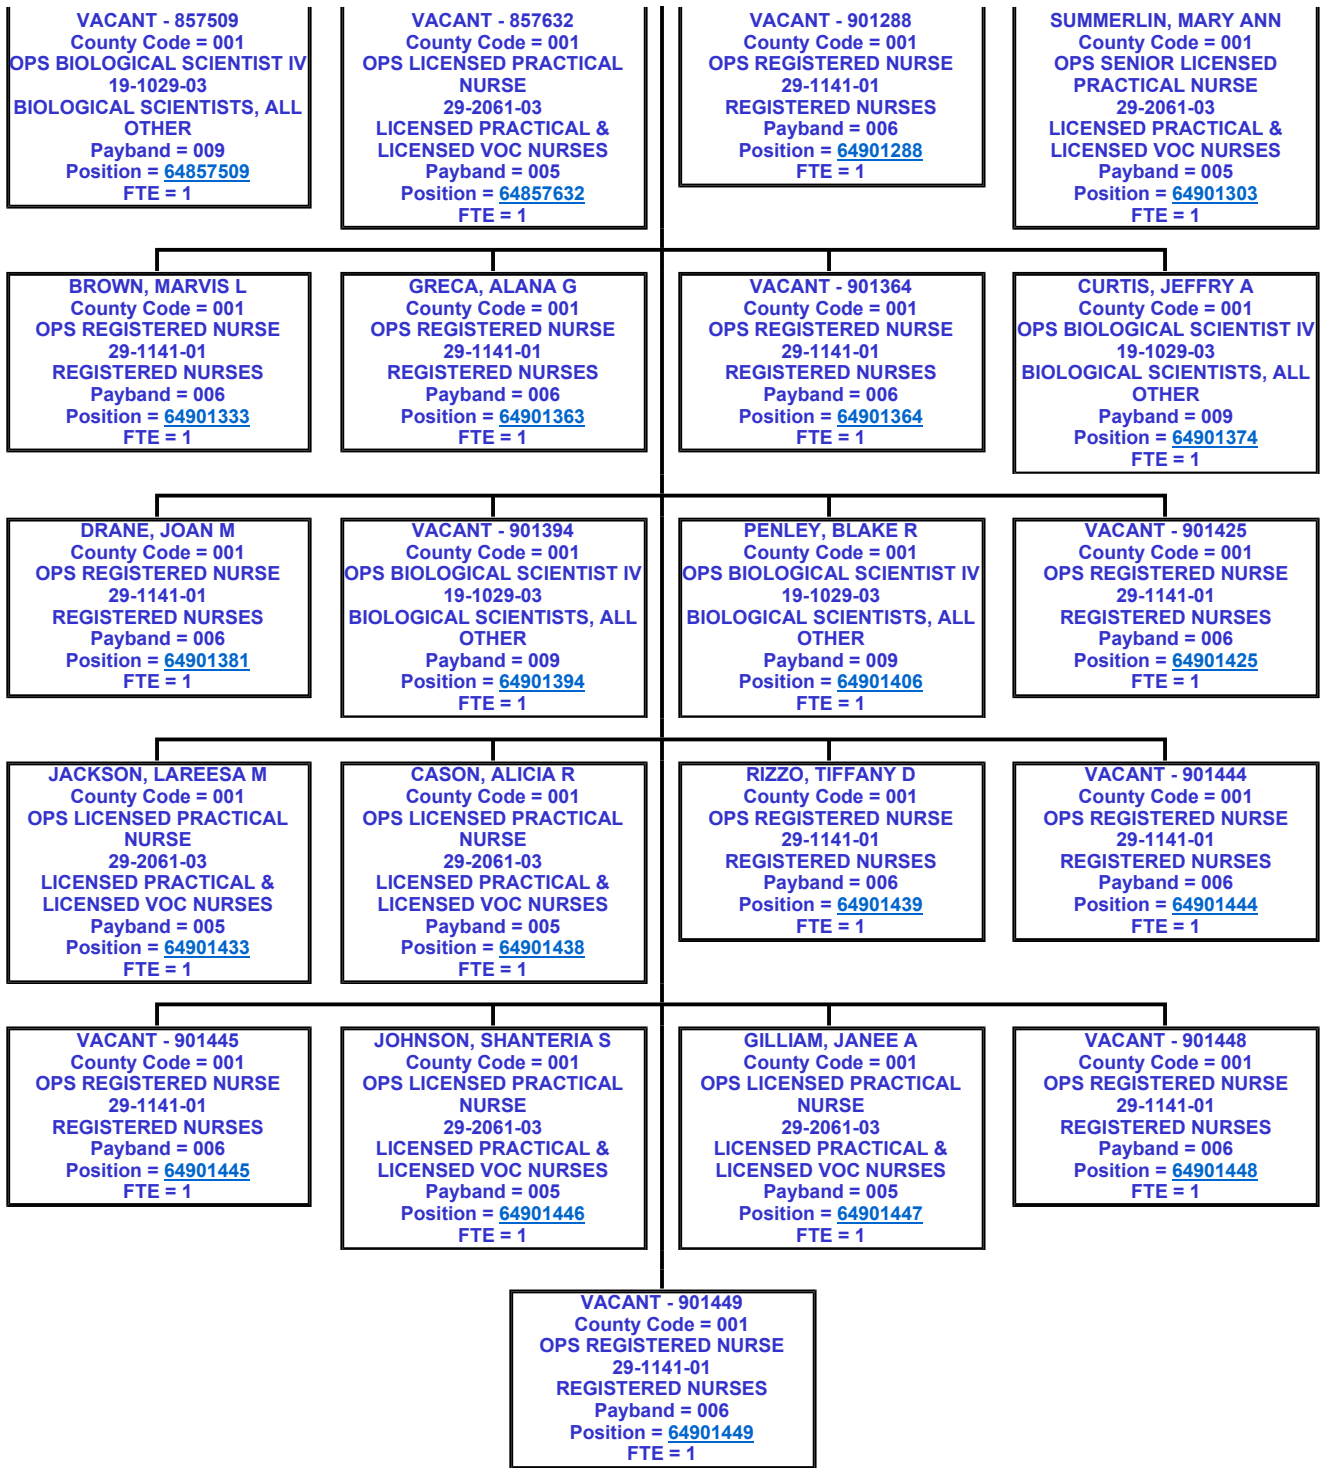 VACANT - 857509
County Code = 001
OPS BIOLOGICAL SCIENTIST IV
19-1029-03
BIOLOGICAL SCIENTISTS, ALL
OTHER
Payband = 009
Position = 64857509
FTE = 1
VACANT - 857632
County Code = 001
OPS LICENSED PRACTICAL
NURSE
29-2061-03
LICENSED PRACTICAL &
LICENSED VOC NURSES
Payband = 005
Position = 64857632
FTE = 1
VACANT - 901288
County Code = 001
OPS REGISTERED NURSE
29-1141-01
REGISTERED NURSES
Payband = 006
Position = 64901288
FTE = 1
SUMMERLIN, MARY ANN
County Code = 001
OPS SENIOR LICENSED
PRACTICAL NURSE
29-2061-03
LICENSED PRACTICAL &
LICENSED VOC NURSES
Payband = 005
Position = 64901303
FTE = 1
BROWN, MARVIS L
County Code = 001
OPS REGISTERED NURSE
29-1141-01
REGISTERED NURSES
Payband = 006
Position = 64901333
FTE = 1
GRECA, ALANA G
County Code = 001
OPS REGISTERED NURSE
29-1141-01
REGISTERED NURSES
Payband = 006
Position = 64901363
FTE = 1
VACANT - 901364
County Code = 001
OPS REGISTERED NURSE
29-1141-01
REGISTERED NURSES
Payband = 006
Position = 64901364
FTE = 1
CURTIS, JEFFRY A
County Code = 001
OPS BIOLOGICAL SCIENTIST IV
19-1029-03
BIOLOGICAL SCIENTISTS, ALL
OTHER
Payband = 009
Position = 64901374
FTE = 1
DRANE, JOAN M
County Code = 001
OPS REGISTERED NURSE
29-1141-01
REGISTERED NURSES
Payband = 006
Position = 64901381
FTE = 1
VACANT - 901394
County Code = 001
OPS BIOLOGICAL SCIENTIST IV
19-1029-03
BIOLOGICAL SCIENTISTS, ALL
OTHER
Payband = 009
Position = 64901394
FTE = 1
PENLEY, BLAKE R
County Code = 001
OPS BIOLOGICAL SCIENTIST IV
19-1029-03
BIOLOGICAL SCIENTISTS, ALL
OTHER
Payband = 009
Position = 64901406
FTE = 1
VACANT - 901425
County Code = 001
OPS REGISTERED NURSE
29-1141-01
REGISTERED NURSES
Payband = 006
Position = 64901425
FTE = 1
JACKSON, LAREESA M
County Code = 001
OPS LICENSED PRACTICAL
NURSE
29-2061-03
LICENSED PRACTICAL &
LICENSED VOC NURSES
Payband = 005
Position = 64901433
FTE = 1
CASON, ALICIA R
County Code = 001
OPS LICENSED PRACTICAL
NURSE
29-2061-03
LICENSED PRACTICAL &
LICENSED VOC NURSES
Payband = 005
Position = 64901438
FTE = 1
RIZZO, TIFFANY D
County Code = 001
OPS REGISTERED NURSE
29-1141-01
REGISTERED NURSES
Payband = 006
Position = 64901439
FTE = 1
VACANT - 901444
County Code = 001
OPS REGISTERED NURSE
29-1141-01
REGISTERED NURSES
Payband = 006
Position = 64901444
FTE = 1
VACANT - 901445
County Code = 001
OPS REGISTERED NURSE
29-1141-01
REGISTERED NURSES
Payband = 006
Position = 64901445
FTE = 1
JOHNSON, SHANTERIA S
County Code = 001
OPS LICENSED PRACTICAL
NURSE
29-2061-03
LICENSED PRACTICAL &
LICENSED VOC NURSES
Payband = 005
Position = 64901446
FTE = 1
GILLIAM, JANEE A
County Code = 001
OPS LICENSED PRACTICAL
NURSE
29-2061-03
LICENSED PRACTICAL &
LICENSED VOC NURSES
Payband = 005
Position = 64901447
FTE = 1
VACANT - 901448
County Code = 001
OPS REGISTERED NURSE
29-1141-01
REGISTERED NURSES
Payband = 006
Position = 64901448
FTE = 1
VACANT - 901449
County Code = 001
OPS REGISTERED NURSE
29-1141-01
REGISTERED NURSES
Payband = 006
Position = 64901449
FTE = 1